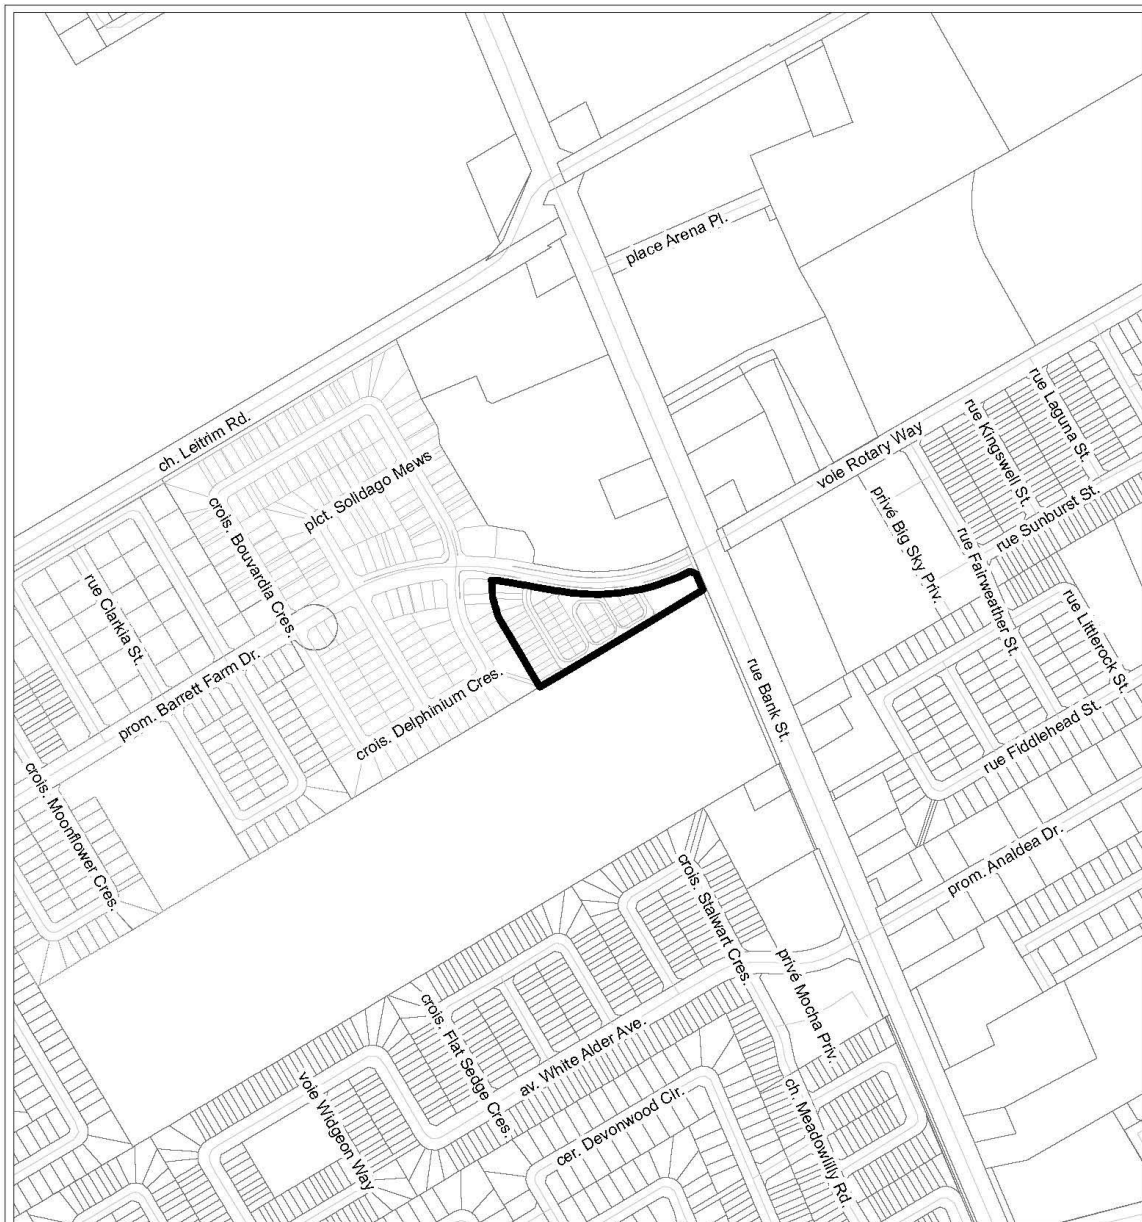 place Arena Pl.
ch. Leitrim Rd.
rue Laguna St.
rue Kingswell St.
voie Rotary Way
plct. Solidago Mews
crois. Bouvardia Cres.
privé Big Sky Priv.
rue Sunburst St.
rue Fairweather St.
rue Clarkia St.
rue Littlerock St.
prom. Barrett Farm Dr.
crois. Delphinium Cres.
rue Bank St.
rue Fiddlehead St.
crois. Moonflower Cres.
prom. Analdea Dr.
crois. Stalwart Cres.
privé Mocha Priv.
crois. Flat Sedge Cres.
av. White Alder Ave.
voie Widgeon Way
cer. Devonwood Cir.
ch. Meadowlilly Rd.